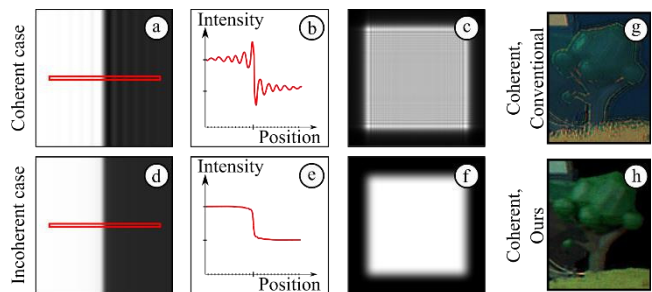 Coherent case
a
Intensity
b
Position
c
Coherent,
Conventional
g
Incoherent case
d
Intensity
e
Position
f
Coherent,
Ours
h